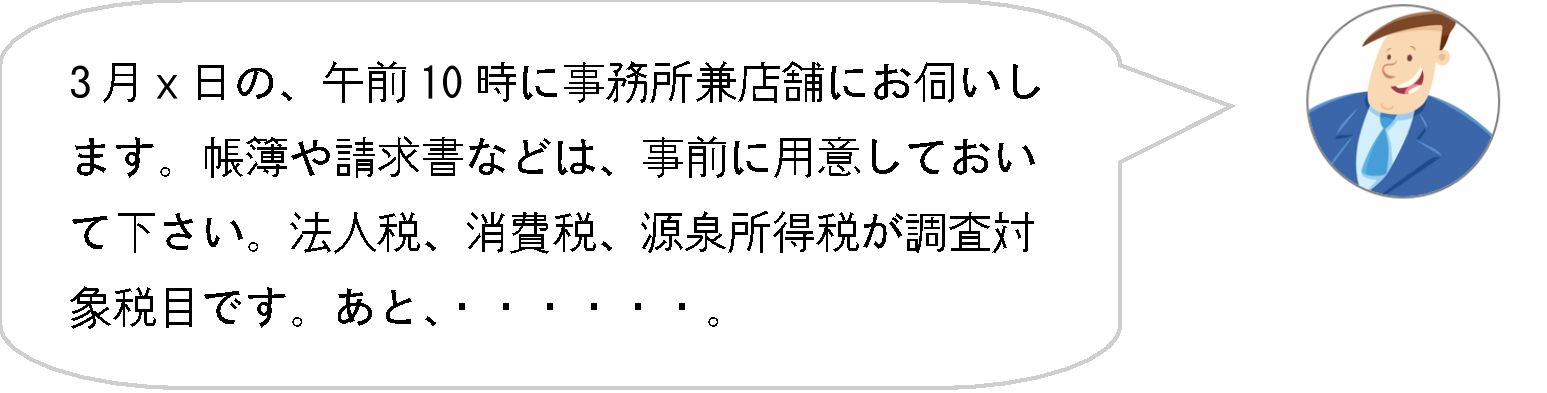 3月x日の、午前10時に事務所兼店舗にお伺いし
ます。帳簿や請求書などは、事前に用意しておい
て下さい。法人税、消費税、源泉所得税が調査対
象税目です。あと、・・・・・・。